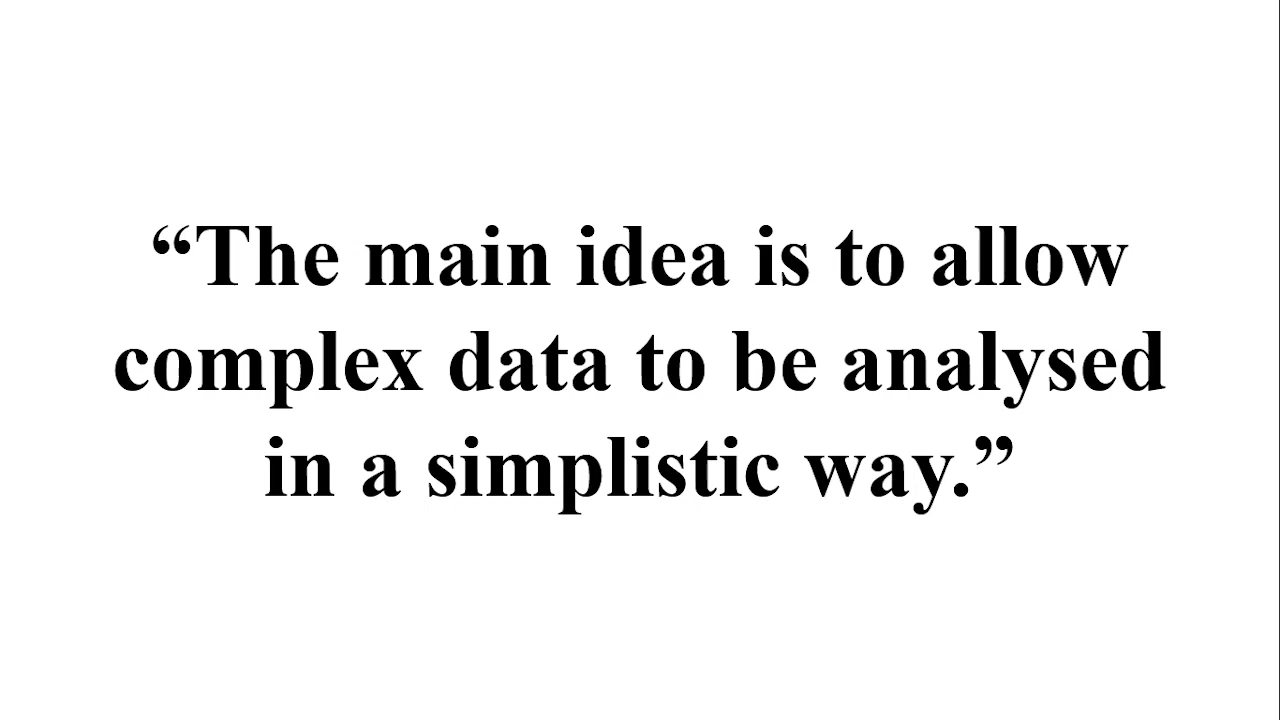 “The main idea is to allow
complex data to be analysed
in a simplistic way.”